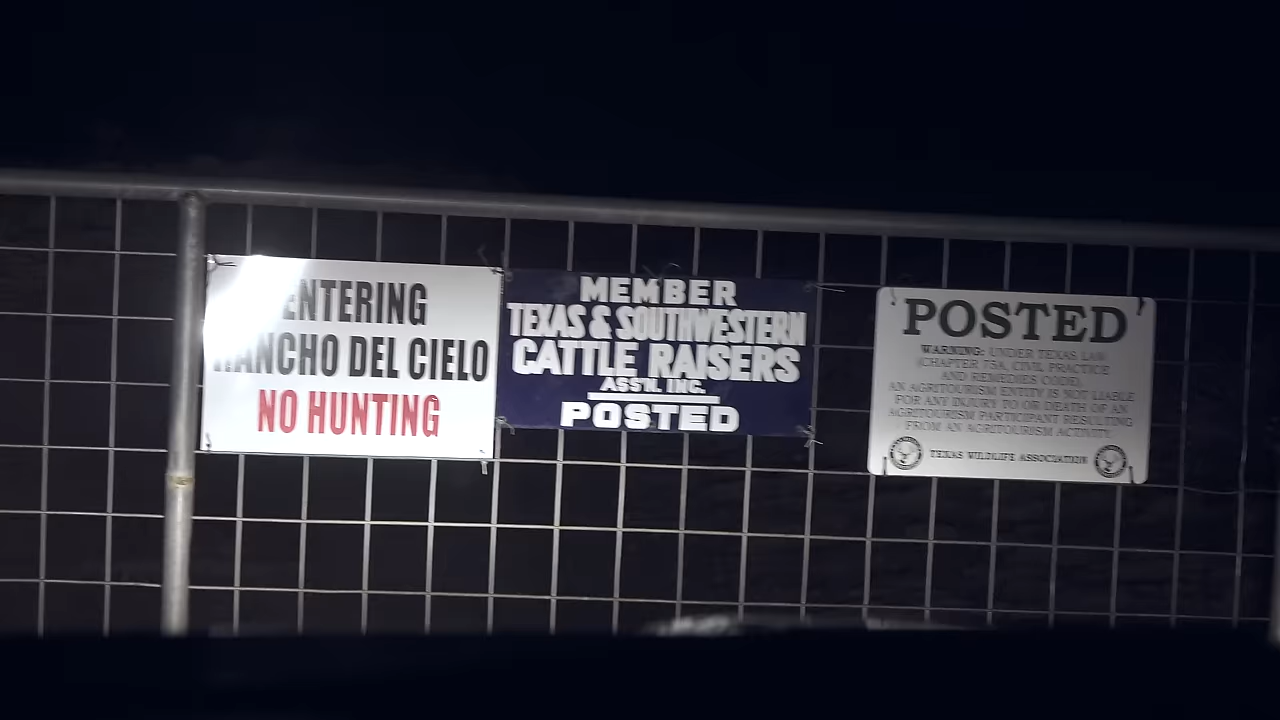 ENTERING
RANCHO DEL CIELO
NO HUNTING
MEMBER
TEXAS & SOUTHWESTERN
CATTLE RAISERS
ASS'N. INC.
POSTED
POSTED
WARNING: UNDER TEXAS LAW
(CHAPTER 75A, CIVIL PRACTICE
AND REMEDIES CODE),
AN AGRITOURISM ENTITY IS NOT LIABLE
FOR ANY INJURY TO OR DEATH OF AN
AGRITOURISM PARTICIPANT RESULTING
FROM AN AGRITOURISM ACTIVITY.
TEXAS WILDLIFE ASSOCIATION